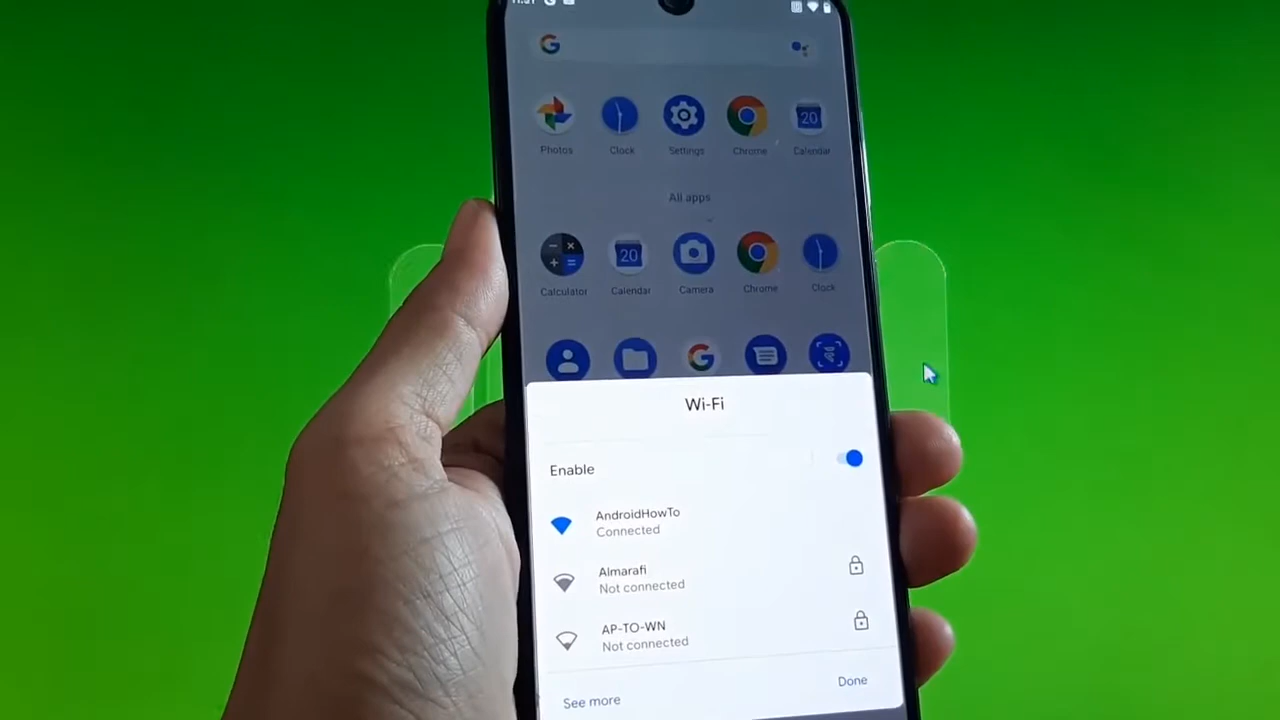 Photos Clock Settings Chrome Calendar
All apps
Calculator Calendar Camera Chrome Clock
Wi-Fi
Enable
AndroidHowTo
Connected
Almarafi
Not connected
AP-TO-WN
Not connected
See more
Done